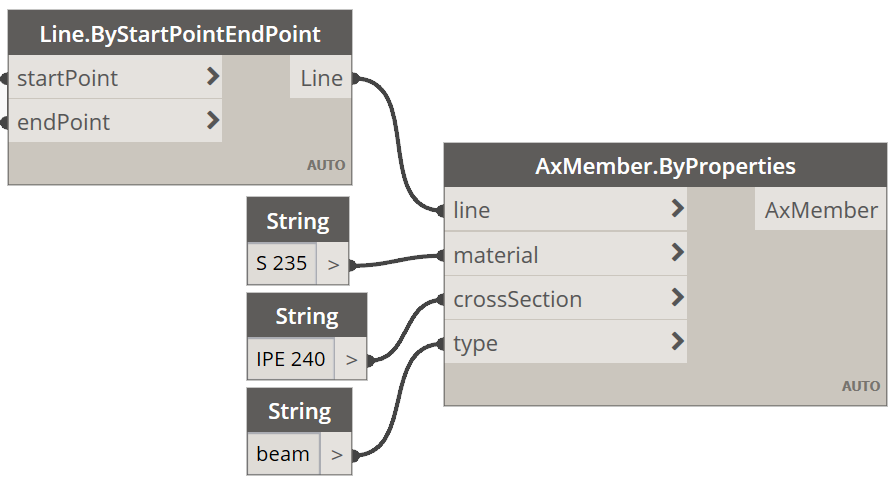 Line.ByStartPointEndPoint
startPoint
Line
endPoint
AUTO
String
S 235 >
String
IPE 240 >
String
beam >
AxMember.ByProperties
line
AxMember
material
crossSection
type
AUTO